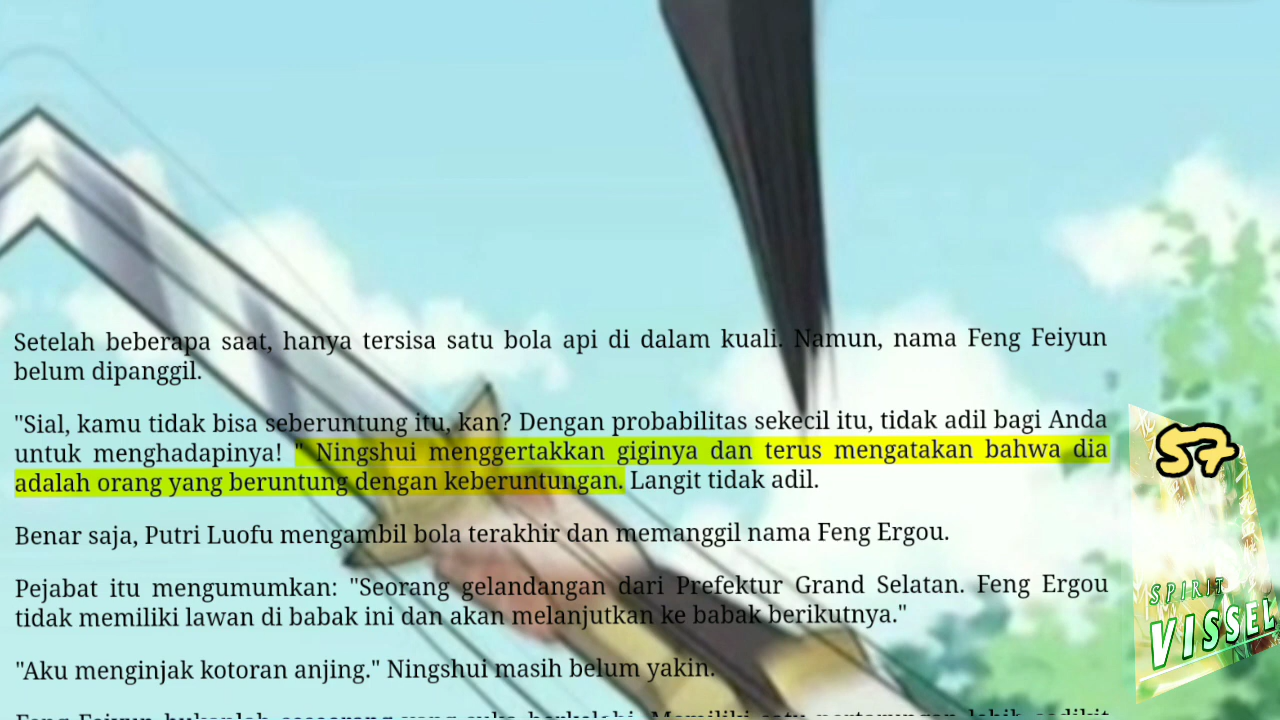 Setelah beberapa saat, hanya tersisa satu bola api di dalam kuali. Namun, nama Feng Feiyun
belum dipanggil.
"Sial, kamu tidak bisa seberuntung itu, kan? Dengan probabilitas sekecil itu, tidak adil bagi Anda
untuk menghadapinya! " Ningshui menggertakkan giginya dan terus mengatakan bahwa dia
adalah orang yang beruntung dengan keberuntungan. Langit tidak adil.
Benar saja, Putri Luofu mengambil bola terakhir dan memanggil nama Feng Ergou.
Pejabat itu mengumumkan: "Seorang gelandangan dari Prefektur Grand Selatan. Feng Ergou
tidak memiliki lawan di babak ini dan akan melanjutkan ke babak berikutnya."
"Aku menginjak kotoran anjing." Ningshui masih belum yakin.
S7
SPIRIT
VISSEL